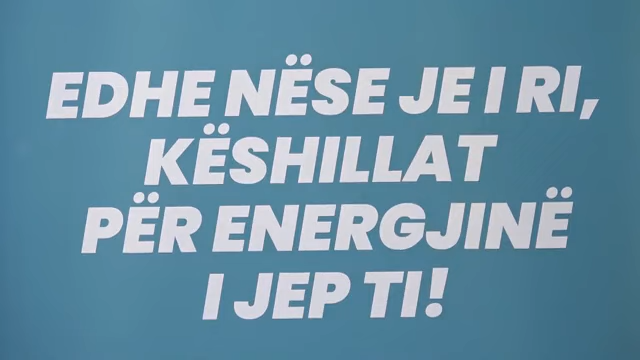 EDHE NËSE JE I RI,
KËSHILLAT
PËR ENERGJINË
I JEP TI!